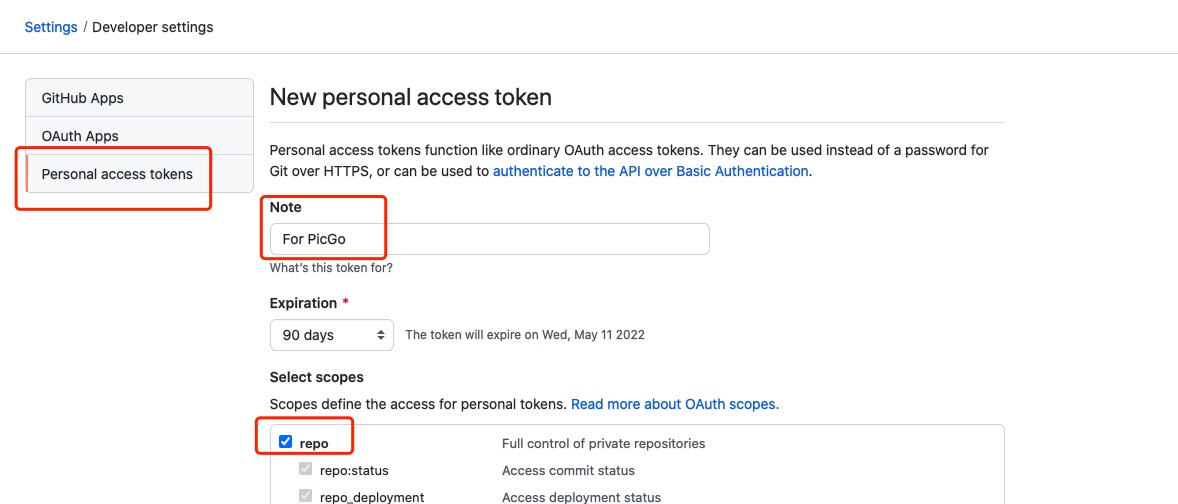 Settings / Developer settings
GitHub Apps
OAuth Apps
Personal access tokens
New personal access token
Personal access tokens function like ordinary OAuth access tokens. They can be used instead of a password for
Git over HTTPS, or can be used to authenticate to the API over Basic Authentication.
Note
For PicGo
What's this token for?
Expiration *
90 days
The token will expire on Wed, May 11 2022
Select scopes
Scopes define the access for personal tokens. Read more about OAuth scopes.
repo Full control of private repositories
repo:status Access commit status
repo_deployment Access deployment status